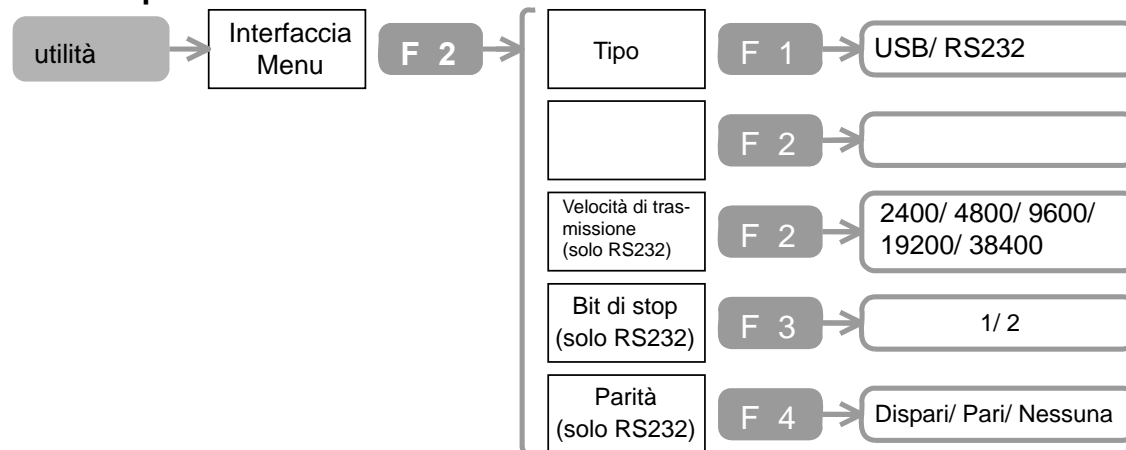 utilità
Interfaccia
Menu
F 2
Tipo
F 1
USB/ RS232
F 2
Velocità di tras-
missione
(solo RS232)
F 2
2400/ 4800/ 9600/
19200/ 38400
Bit di stop
(solo RS232)
F 3
1/ 2
Parità
(solo RS232)
F 4
Dispari/ Pari/ Nessuna